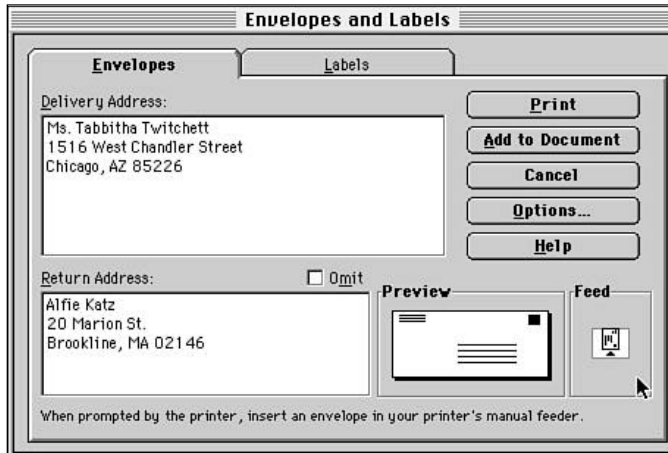 Envelopes and Labels
Envelopes
Labels
Delivery Address:
Ms. Tabbitha Twitchett
1516 West Chandler Street
Chicago, AZ 85226
Print
Add to Document
Cancel
Options...
Help
Return Address:
Omit
Alfie Katz
20 Marion St.
Brookline, MA 02146
Preview
Feed
When prompted by the printer, insert an envelope in your printer's manual feeder.